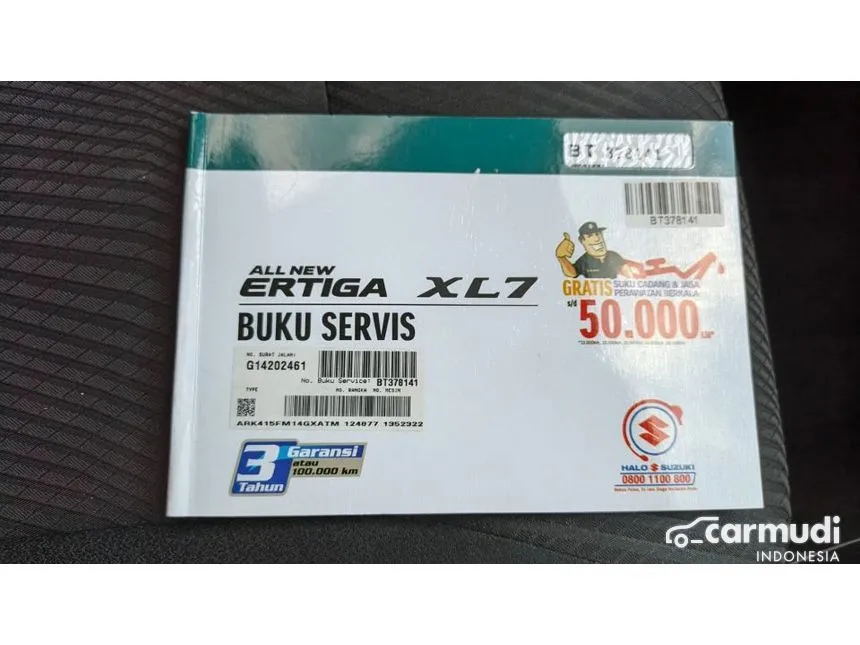 BT378141
ALL NEW
ERTIGA XL7
BUKU SERVIS
GRATIS SUKU CADANG & JASA
PERAWATAN BERKALA
s/d
50.000 KM*
NO. SURAT JALAN:
G14202461
No. Buku Service: BT378141
TYPE NO. RANGKA NO. MESIN
ARK415FM14GXATM 124877 1352322
3 Garansi
atau
100.000 km
Tahun
HALO SUZUKI
0800 1100 800
carmudi
INDONESIA